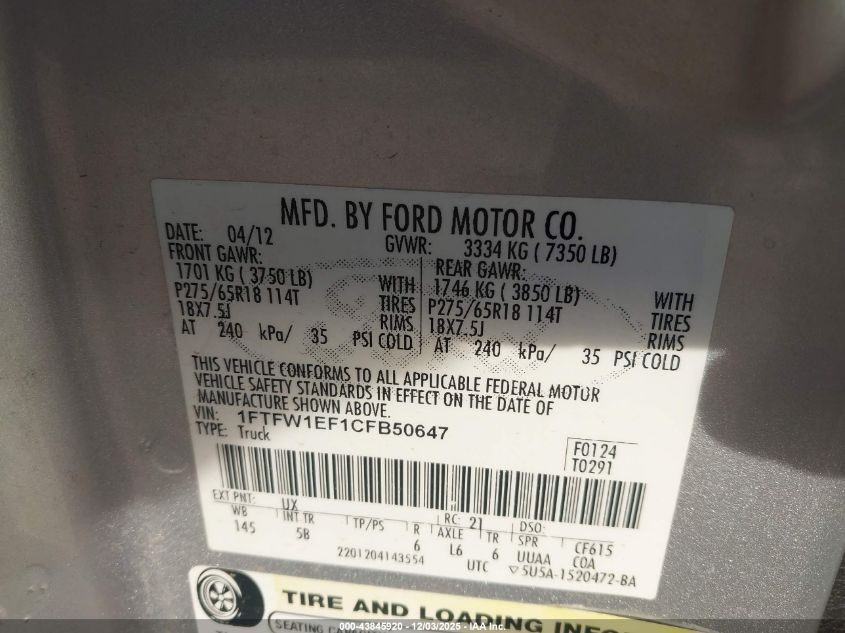 MFD. BY FORD MOTOR CO.
DATE: 04/12 GVWR: 3334 KG ( 7350 LB)
FRONT GAWR: REAR GAWR:
1701 KG ( 3750 LB) WITH 1746 KG ( 3850 LB) WITH
P275/65R18 114T TIRES P275/65R18 114T TIRES
18X7.5J RIMS 18X7.5J RIMS
AT 240 kPa/ 35 PSI COLD AT 240 kPa/ 35 PSI COLD
THIS VEHICLE CONFORMS TO ALL APPLICABLE FEDERAL MOTOR
VEHICLE SAFETY STANDARDS IN EFFECT ON THE DATE OF
MANUFACTURE SHOWN ABOVE.
VIN: 1FTFW1EF1CFB50647
TYPE: Truck
F0124
T0291
EXT PNT: UX RC: 21 DSO:
WB INT TR TP/PS R AXLE TR SPR CF615
145 5B 6 L6 6 UUAA COA
2201204143554 UTC ▽5U5A-1520472-BA
TIRE AND LOADING
SEATING
000-43845920 - 12/03/2025 - IAA Inc.